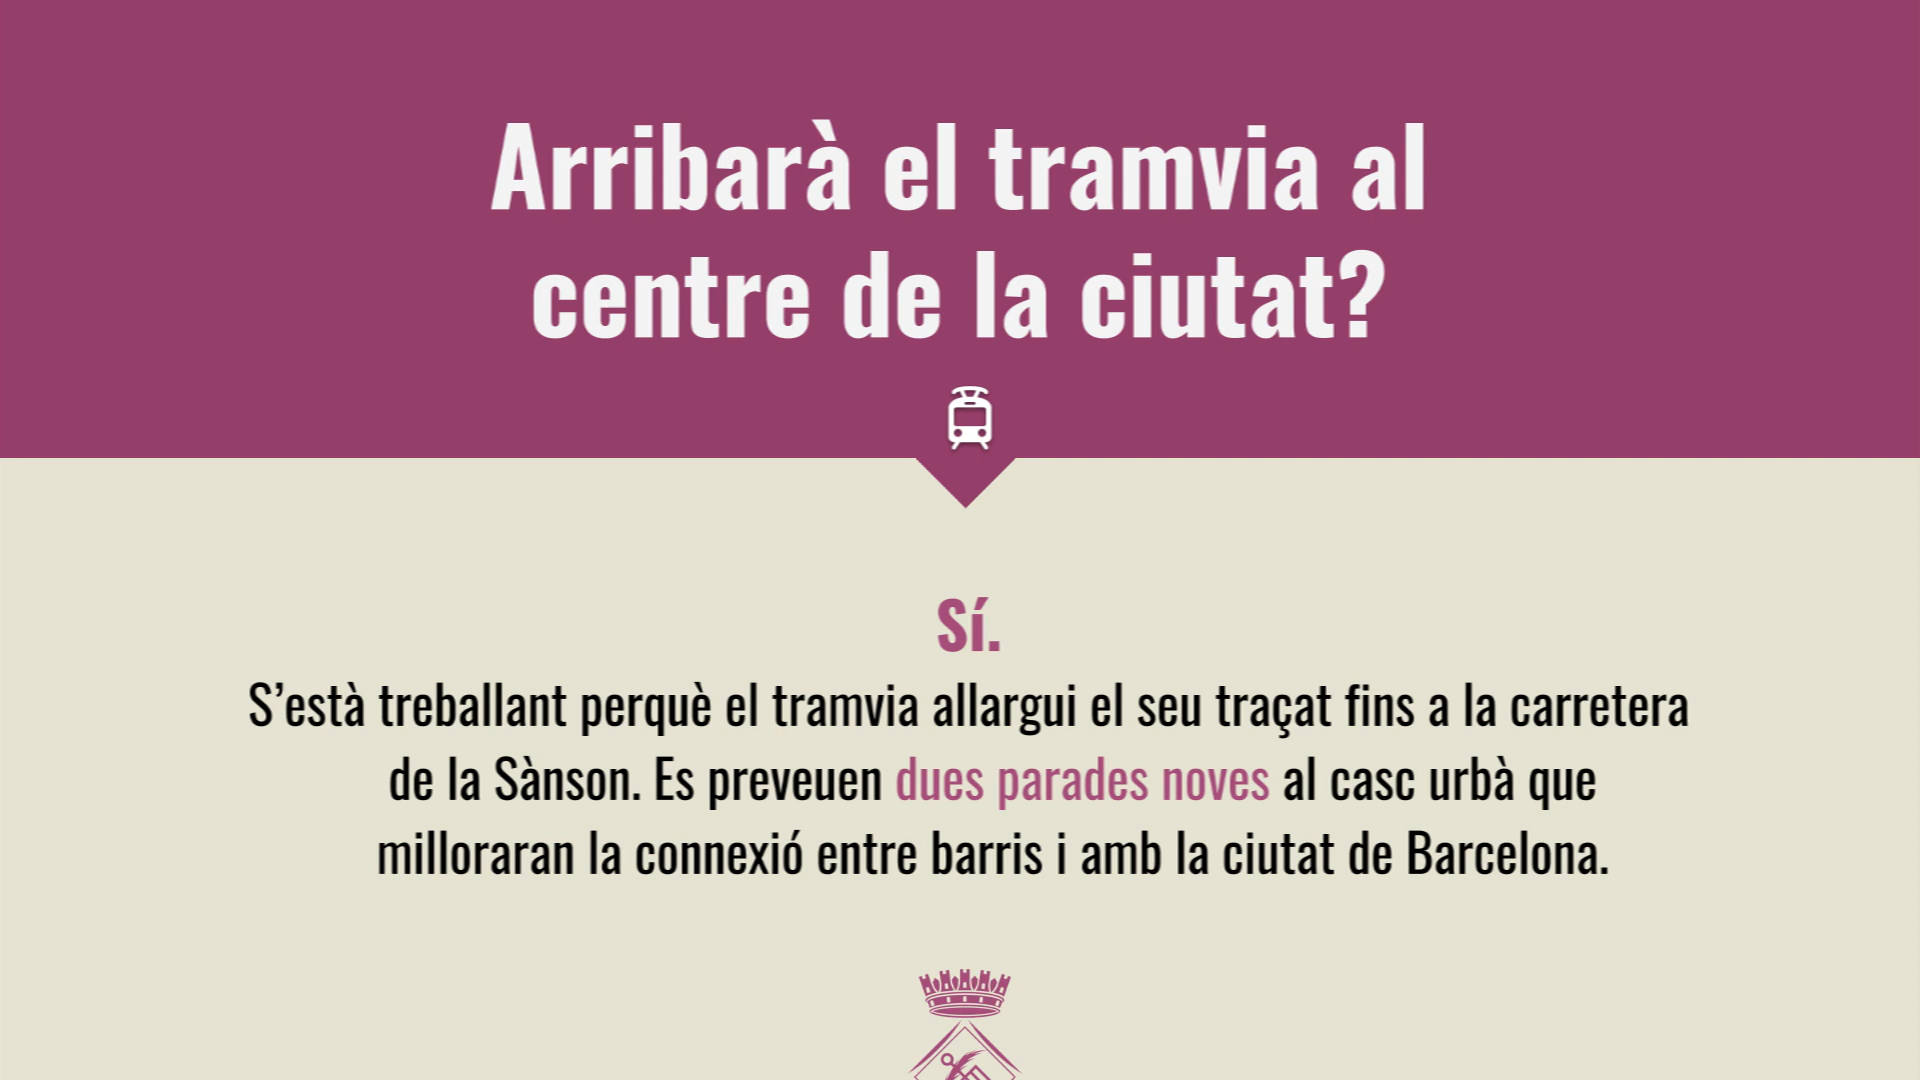 Arribarà el tramvia al
centre de la ciutat?
Sí.
S’està treballant perquè el tramvia allargui el seu traçat fins a la carretera
de la Sànson. Es preveuen dues parades noves al casc urbà que
milloraran la connexió entre barris i amb la ciutat de Barcelona.